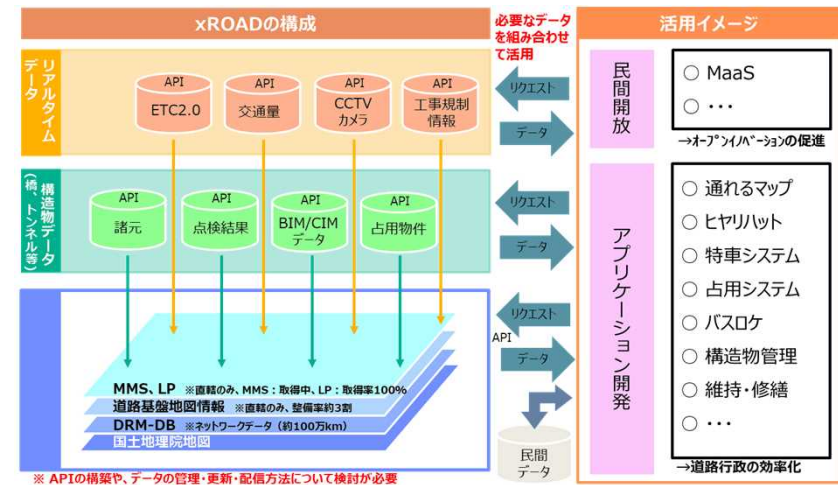 xROADの構成
必要なデータ
を組み合わせ
て活用
活用イメージ
リアルタイム
データ
API
ETC2.0
API
交通量
API
CCTV
カメラ
API
工事規制
情報
リクエスト
データ
構造物データ
(橋、トンネル等)
API
諸元
API
点検結果
API
BIM/CIM
データ
API
占用物件
リクエスト
データ
MMS、LP ※直轄のみ、MMS：取得中、LP：取得率100%
道路基盤地図情報 ※直轄のみ、整備率約3割
DRM-DB ※ネットワークデータ（約100万km）
国土地理院地図
リクエスト
API
データ
民間
データ
※ APIの構築や、データの管理・更新・配信方法について検討が必要
民間開放
○ MaaS
○ ・・・
→オープンイノベーションの促進
アプリケーション開発
○ 通れるマップ
○ ヒヤリハット
○ 特車システム
○ 占用システム
○ バスロケ
○ 構造物管理
○ 維持・修繕
○ ・・・
→道路行政の効率化